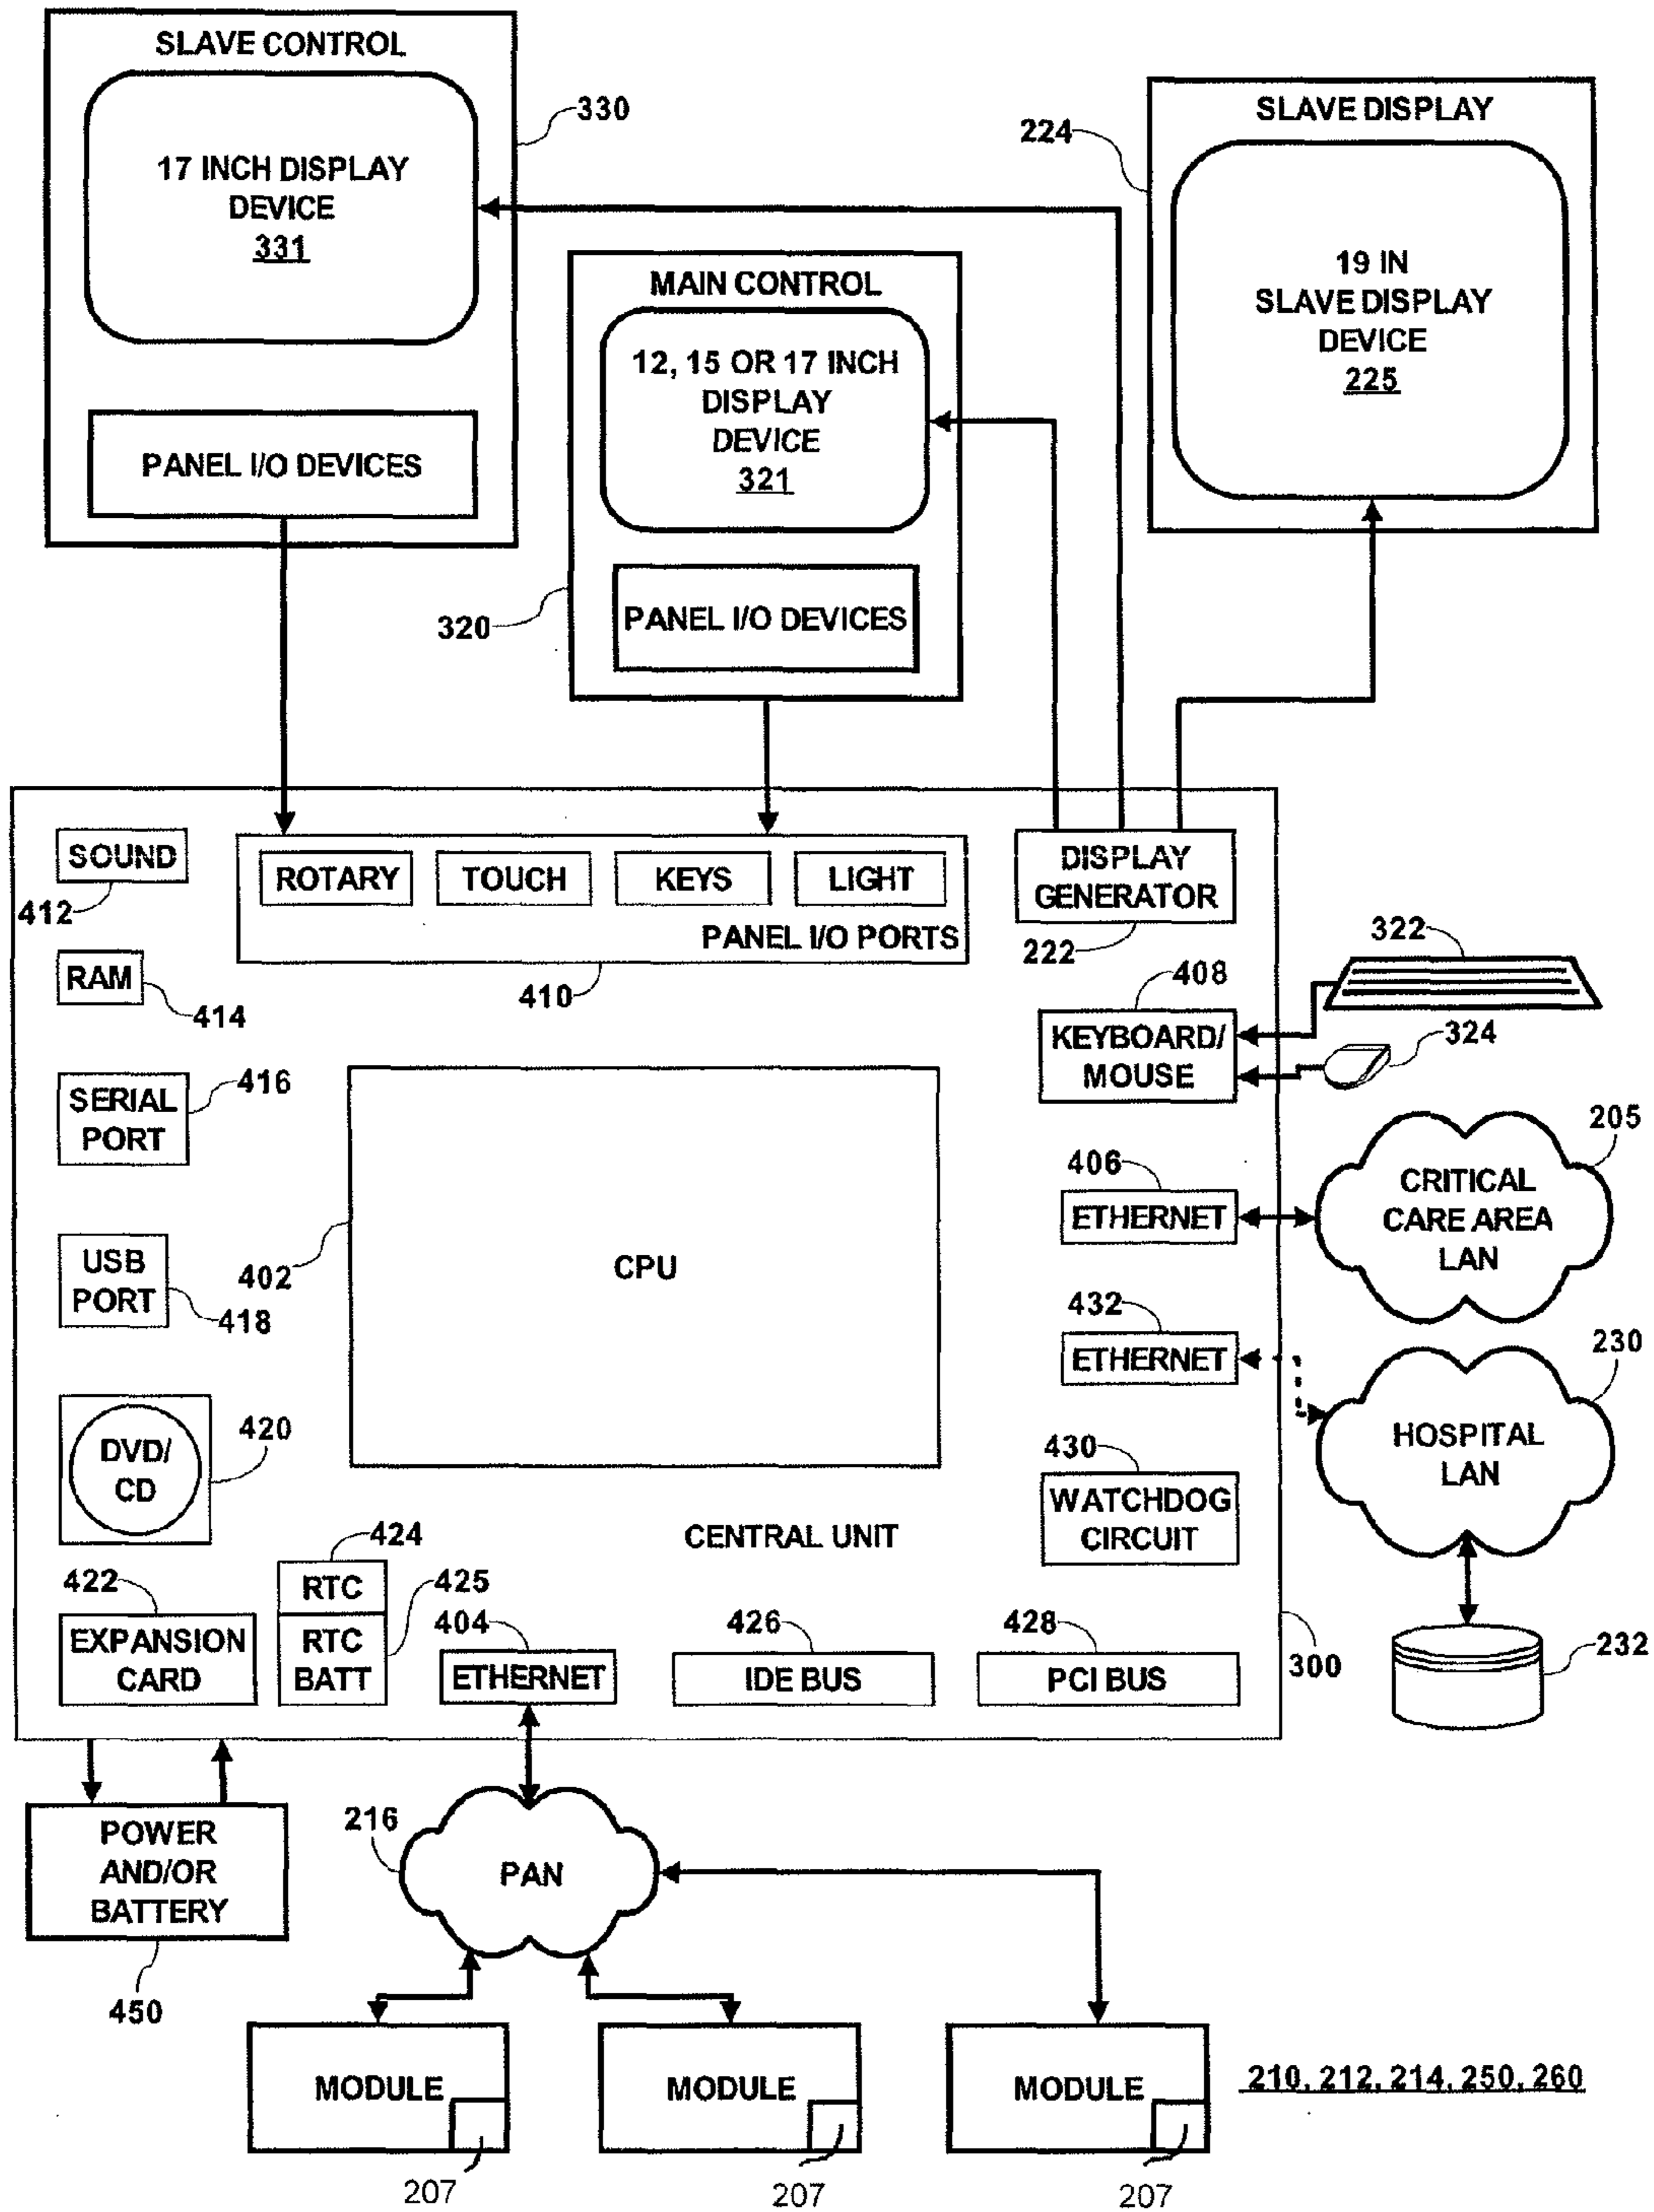 SLAVE CONTROL
17 INCH DISPLAY
DEVICE
331
PANEL I/O DEVICES
330
MAIN CONTROL
12, 15 OR 17 INCH
DISPLAY
DEVICE
321
PANEL I/O DEVICES
320
SLAVE DISPLAY
224
19 IN
SLAVE DISPLAY
DEVICE
225
SOUND
412
ROTARY
TOUCH
KEYS
LIGHT
PANEL I/O PORTS
410
DISPLAY
GENERATOR
222
RAM
414
408
KEYBOARD/
MOUSE
322
324
SERIAL
PORT
416
CPU
402
406
ETHERNET
205
CRITICAL
CARE AREA
LAN
USB
PORT
418
432
ETHERNET
230
HOSPITAL
LAN
DVD/
CD
420
430
WATCHDOG
CIRCUIT
CENTRAL UNIT
422
EXPANSION
CARD
424
RTC
425
RTC
BATT
404
ETHERNET
426
IDE BUS
428
PCI BUS
300
232
POWER
AND/OR
BATTERY
450
216
PAN
MODULE
MODULE
MODULE
210, 212, 214, 250, 260
207
207
207